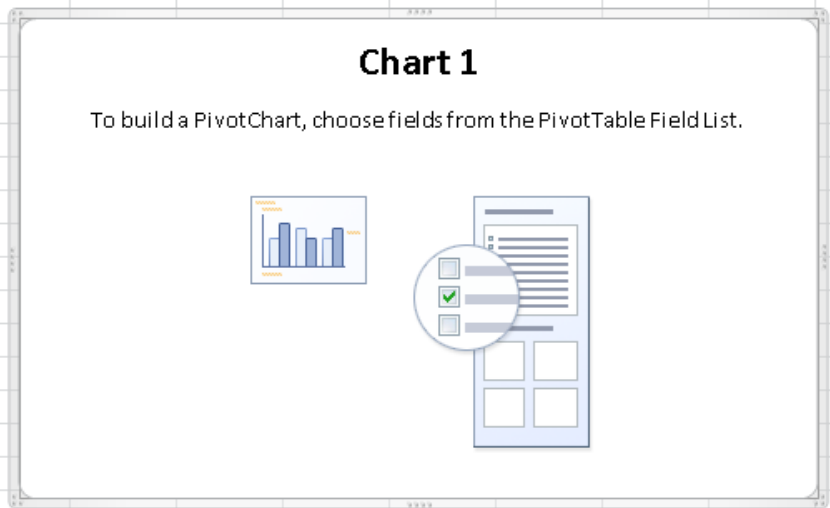 Chart 1
To build a PivotChart, choose fields from the PivotTable Field List.